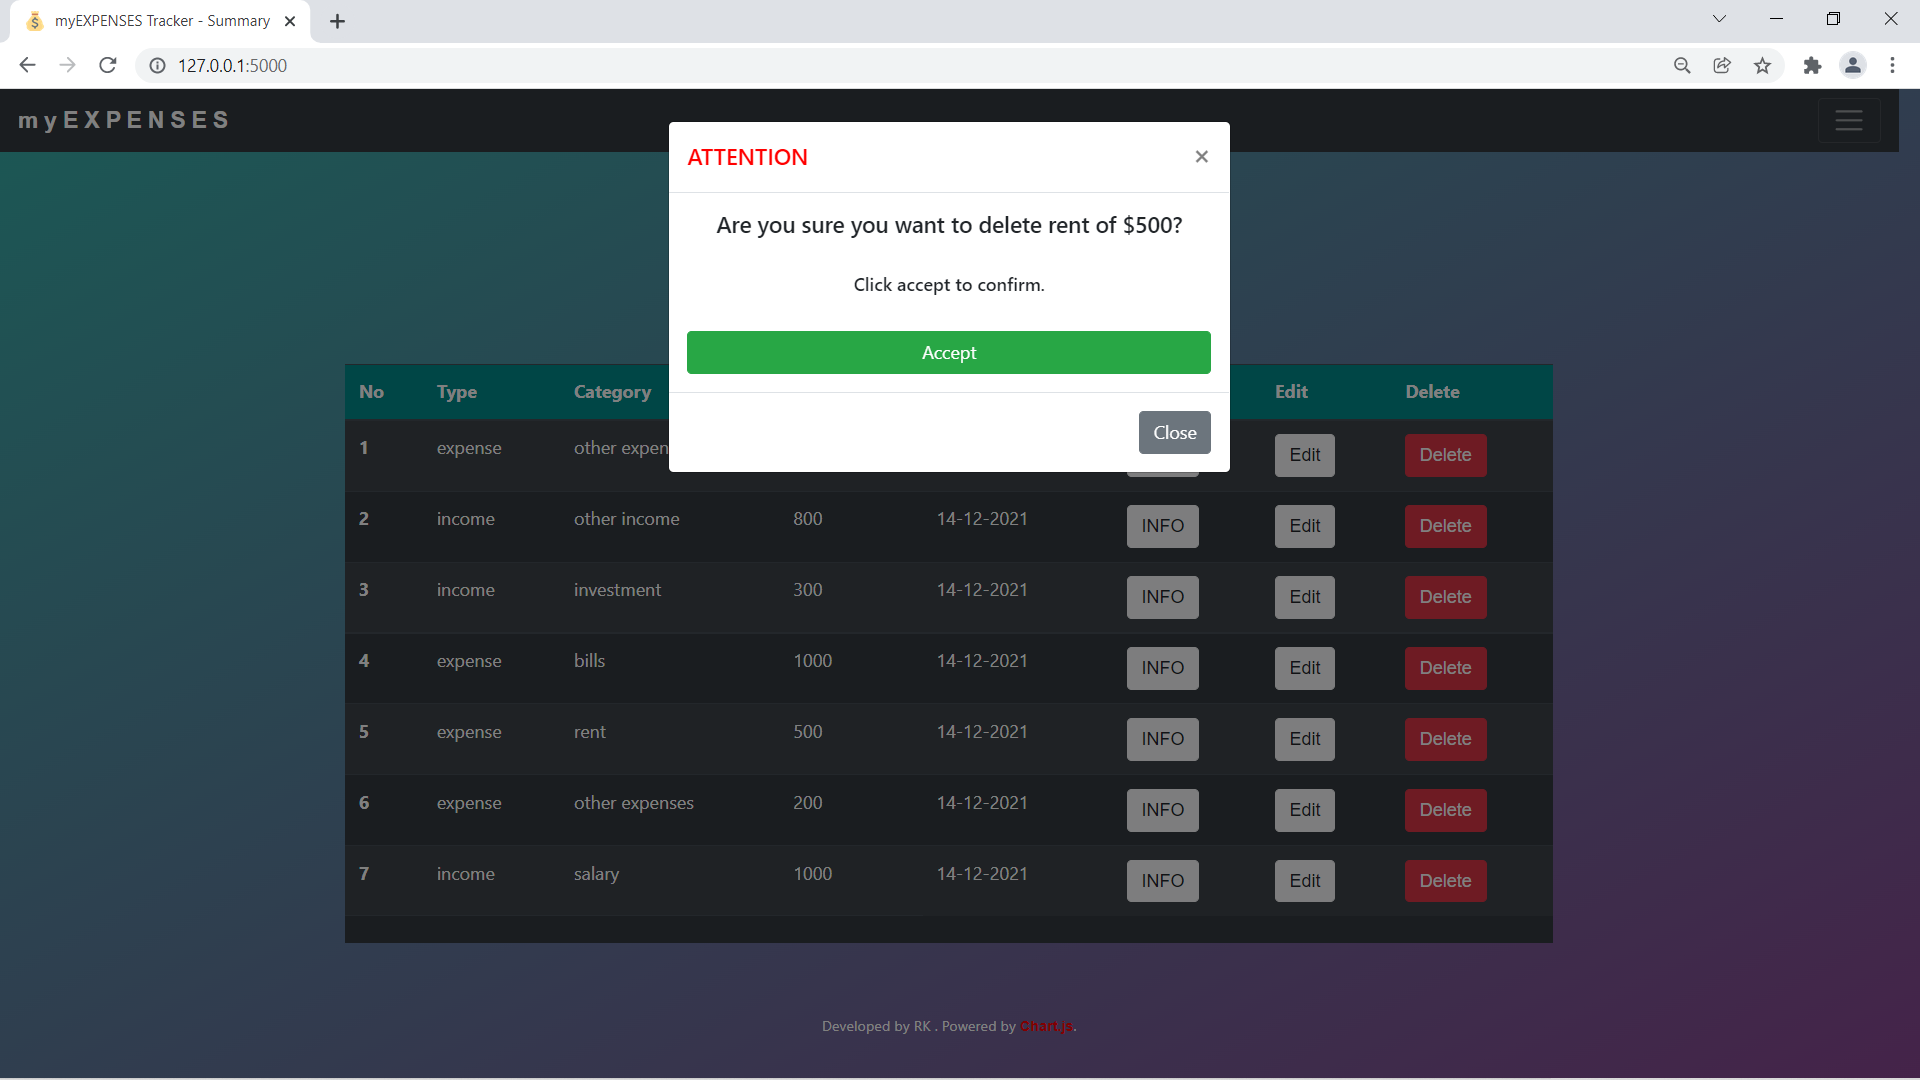 myEXPENSES Tracker - Summary
127.0.0.1:5000
myEXPENSES
ATTENTION
×
Are you sure you want to delete rent of $500?
Click accept to confirm.
Accept
Close
No Type Category Edit Delete
1 expense other expen Edit Delete
2 income other income 800 14-12-2021 INFO Edit Delete
3 income investment 300 14-12-2021 INFO Edit Delete
4 expense bills 1000 14-12-2021 INFO Edit Delete
5 expense rent 500 14-12-2021 INFO Edit Delete
6 expense other expenses 200 14-12-2021 INFO Edit Delete
7 income salary 1000 14-12-2021 INFO Edit Delete
Developed by RK . Powered by Chart.js.